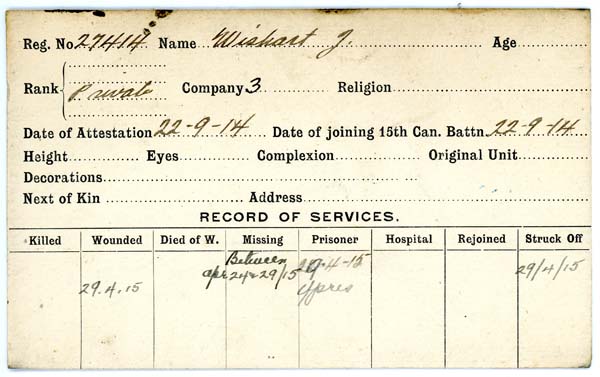 Reg. No. 27414 Name Wishart J. Age
Rank Private Company 3 Religion
Date of Attestation 22-9-14 Date of joining 15th Can. Battn. 22-9-14
Height Eyes Complexion Original Unit
Decorations
Next of Kin Address
RECORD OF SERVICES.
Killed Wounded Died of W. Missing Prisoner Hospital Rejoined Struck Off
29.4.15 Between apr 24 & 29/15 29-4-15 Ypres 29/4/15